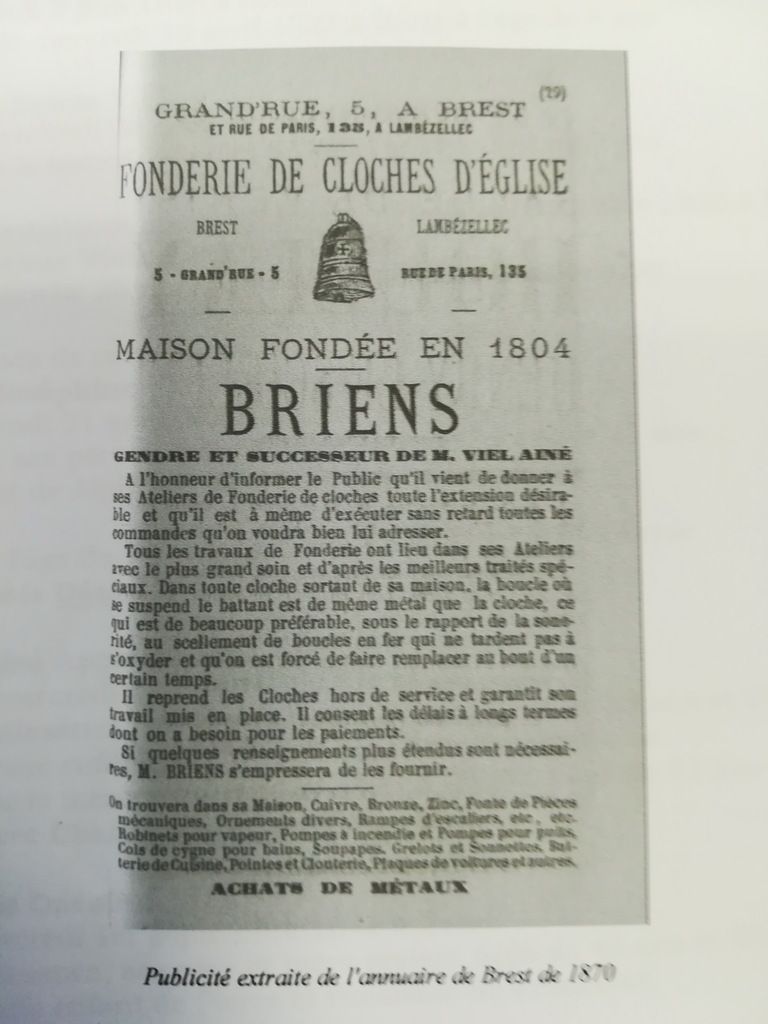 (29)
GRAND'RUE, 5, A BREST
ET RUE DE PARIS, 135, A LAMBÉZELLEC
FONDERIE DE CLOCHES D'ÉGLISE
BREST
LAMBÉZELLEC
5 - GRAND'RUE - 5
RUE DE PARIS, 135
MAISON FONDÉE EN 1804
BRIENS
GENDRE ET SUCCESSEUR DE M. VIEL AINÉ
A l'honneur d'informer le Public qu'il vient de donner à
ses Ateliers de Fonderie de cloches toute l'extension désira-
ble et qu'il est à même d'exécuter sans retard toutes les
commandes qu'on voudra bien lui adresser.
Tous les travaux de Fonderie ont lieu dans ses Ateliers
avec le plus grand soin et d'après les meilleurs traités spé-
ciaux. Dans toute cloche sortant de sa maison, la boucle où
se suspend le battant est de même métal que la cloche, ce
qui est de beaucoup préférable, sous le rapport de la sono-
rité, au scellement de boucles en fer qui ne tardent pas à
s'oxyder et qu'on est forcé de faire remplacer au bout d'un
certain temps.
Il reprend les Cloches hors de service et garantit son
travail mis en place. Il consent les délais à longs termes
dont on a besoin pour les paiements.
Si quelques renseignements plus étendus sont nécessai-
res, M. BRIENS s'empressera de les fournir.
On trouvera dans sa Maison, Cuivre, Bronze, Zinc, Fonte de Pièces
mécaniques, Ornements divers, Rampes d'escaliers, etc., etc.
Robinets pour vapeur, Pompes à incendie et Pompes pour puits,
Cols de cygne pour bains, Soupapes, Grelots et Sonnettes, Bat-
terie de Cuisine, Pointes et Clouterie, Plaques de voitures et autres.
ACHATS DE MÉTAUX
Publicité extraite de l'annuaire de Brest de 1870